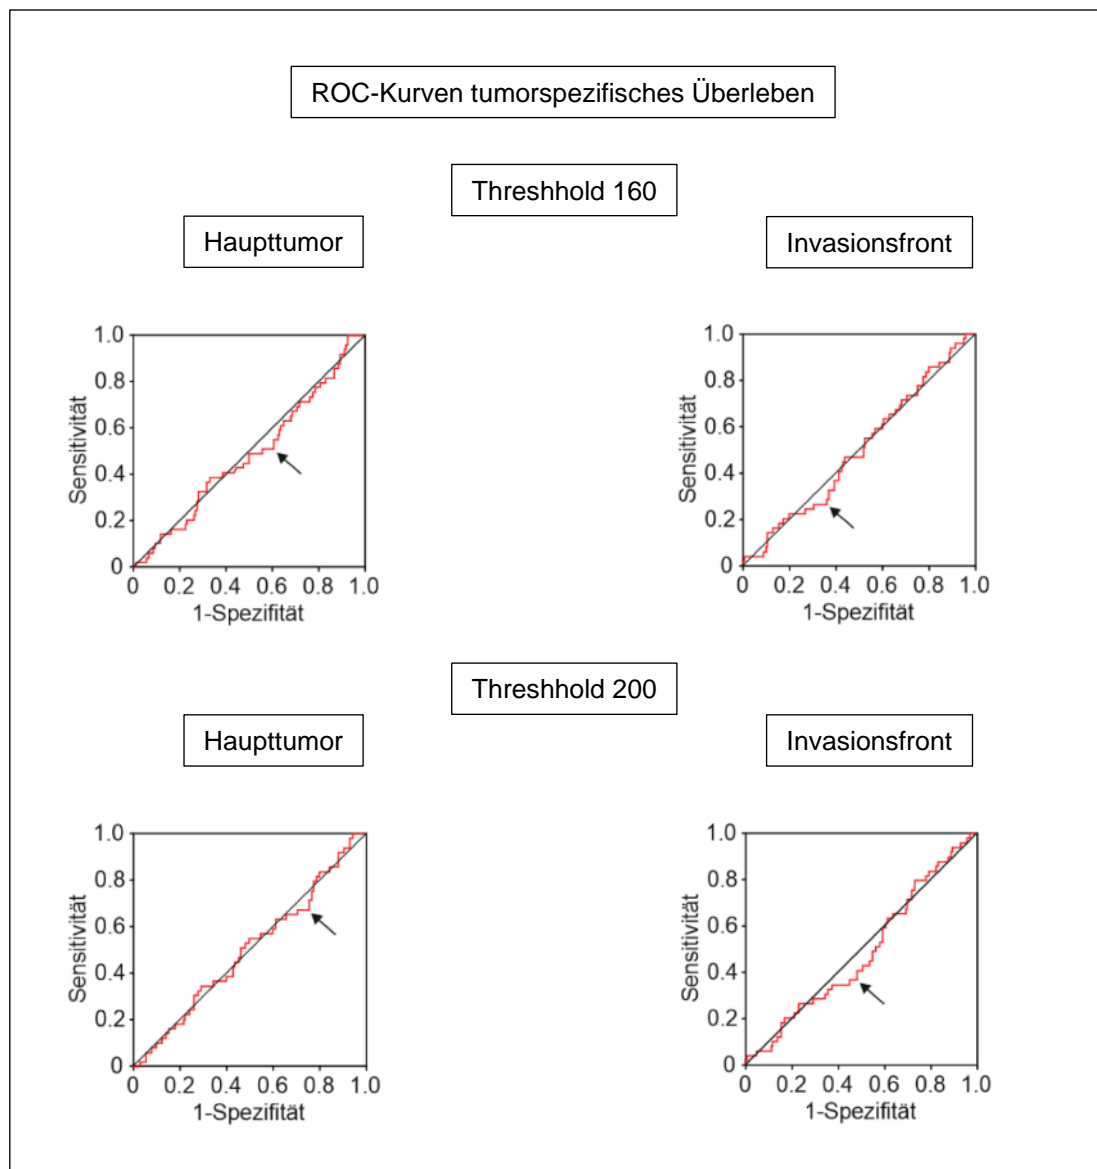 ROC-Kurven tumorspezifisches Überleben
Threshhold 160
Haupttumor
Invasionsfront
1.0
0.8
0.6
0.4
0.2
0
Sensitivität
0 0.2 0.4 0.6 0.8 1.0
1-Spezifität
1.0
0.8
0.6
0.4
0.2
0
Sensitivität
0 0.2 0.4 0.6 0.8 1.0
1-Spezifität
Threshhold 200
Haupttumor
Invasionsfront
1.0
0.8
0.6
0.4
0.2
0
Sensitivität
0 0.2 0.4 0.6 0.8 1.0
1-Spezifität
1.0
0.8
0.6
0.4
0.2
0
Sensitivität
0 0.2 0.4 0.6 0.8 1.0
1-Spezifität